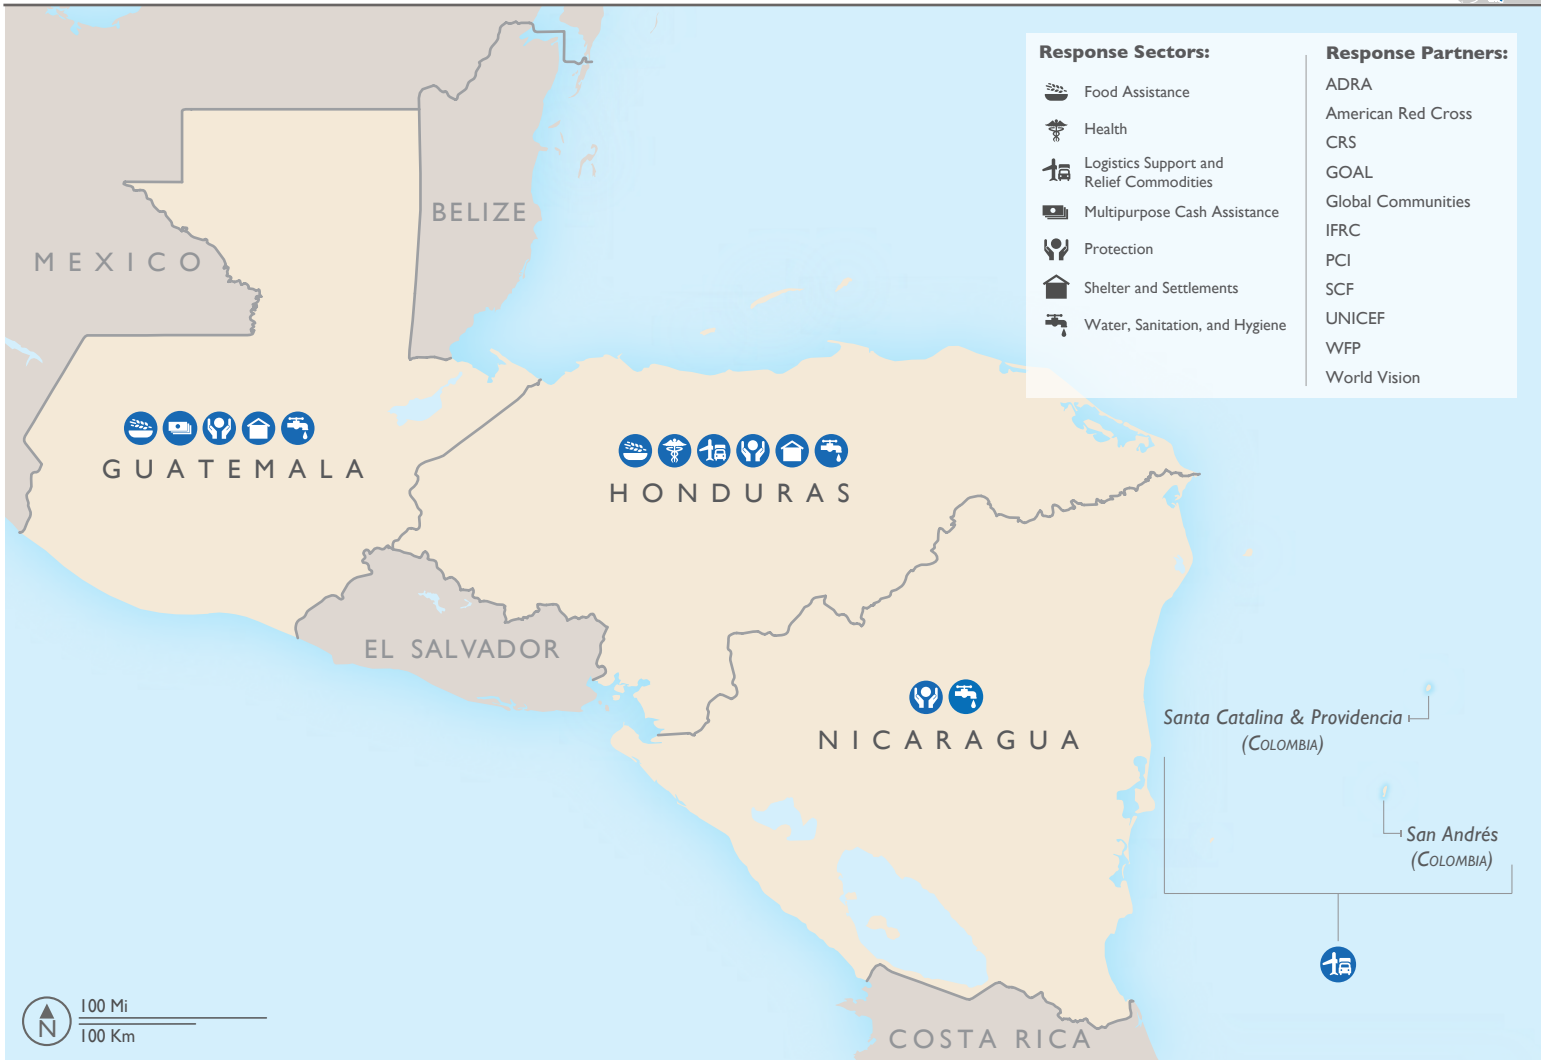 Response Sectors:
Food Assistance
Health
Logistics Support and
Relief Commodities
Multipurpose Cash Assistance
Protection
Shelter and Settlements
Water, Sanitation, and Hygiene
Response Partners:
ADRA
American Red Cross
CRS
GOAL
Global Communities
IFRC
PCI
SCF
UNICEF
WFP
World Vision
BELIZE
MEXICO
GUATEMALA
HONDURAS
EL SALVADOR
NICARAGUA
Santa Catalina & Providencia
(COLOMBIA)
San Andrés
(COLOMBIA)
COSTA RICA
N
100 Mi
100 Km